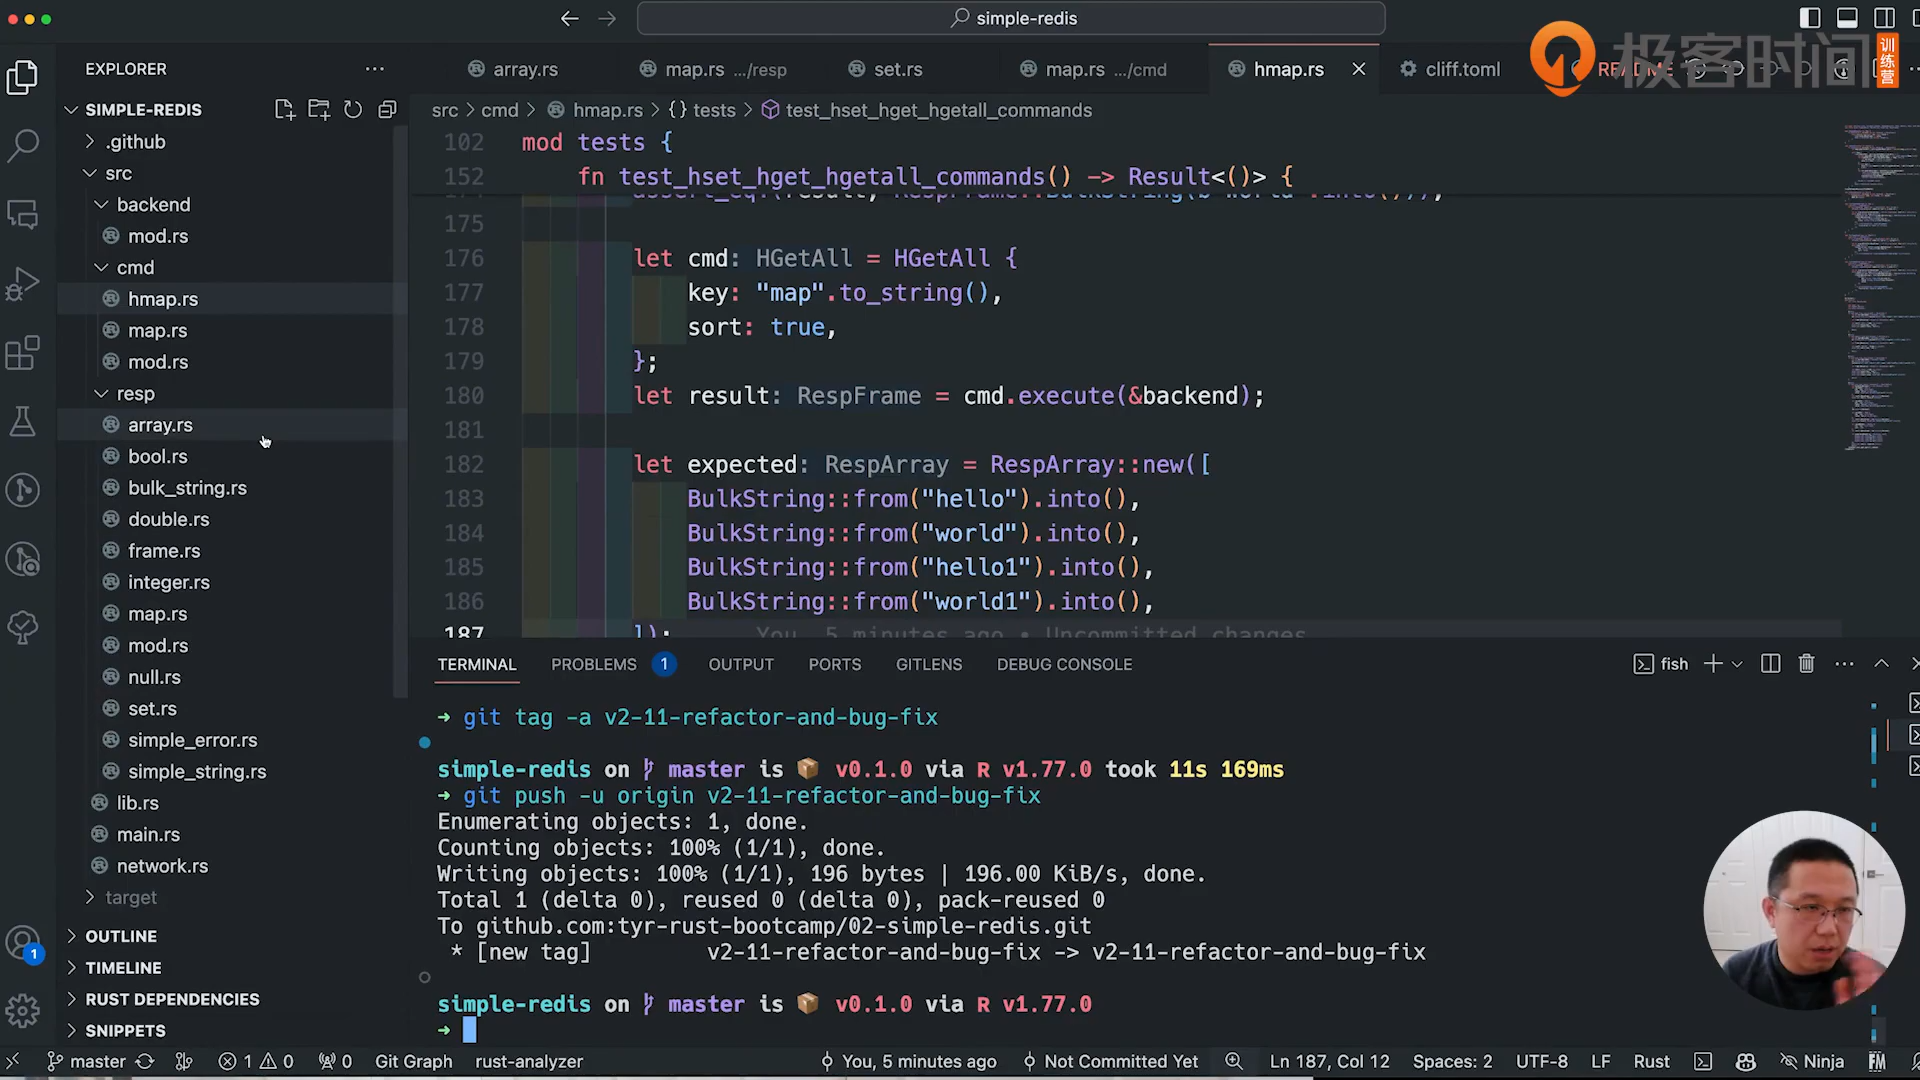 simple-redis
极客时间 训练营
EXPLORER
SIMPLE-REDIS
.github
src
backend
mod.rs
cmd
hmap.rs
map.rs
mod.rs
resp
array.rs
bool.rs
bulk_string.rs
double.rs
frame.rs
integer.rs
map.rs
mod.rs
null.rs
set.rs
simple_error.rs
simple_string.rs
lib.rs
main.rs
network.rs
target
OUTLINE
TIMELINE
RUST DEPENDENCIES
SNIPPETS
array.rs map.rs .../resp set.rs map.rs .../cmd hmap.rs cliff.toml README
src > cmd > hmap.rs > {} tests > test_hset_hget_hgetall_commands
102 mod tests {
152 fn test_hset_hget_hgetall_commands() -> Result<()> {
175
176 let cmd: HGetAll = HGetAll {
177 key: "map".to_string(),
178 sort: true,
179 };
180 let result: RespFrame = cmd.execute(&backend);
181
182 let expected: RespArray = RespArray::new([
183 BulkString::from("hello").into(),
184 BulkString::from("world").into(),
185 BulkString::from("hello1").into(),
186 BulkString::from("world1").into(),
187 ]); You, 5 minutes ago • Uncommitted changes
TERMINAL PROBLEMS 1 OUTPUT PORTS GITLENS DEBUG CONSOLE fish
→ git tag -a v2-11-refactor-and-bug-fix
simple-redis on master is 📦 v0.1.0 via R v1.77.0 took 11s 169ms
→ git push -u origin v2-11-refactor-and-bug-fix
Enumerating objects: 1, done.
Counting objects: 100% (1/1), done.
Writing objects: 100% (1/1), 196 bytes | 196.00 KiB/s, done.
Total 1 (delta 0), reused 0 (delta 0), pack-reused 0
To github.com:tyr-rust-bootcamp/02-simple-redis.git
* [new tag] v2-11-refactor-and-bug-fix -> v2-11-refactor-and-bug-fix
simple-redis on master is 📦 v0.1.0 via R v1.77.0
→
1
master 1 0 0 Git Graph rust-analyzer You, 5 minutes ago Not Committed Yet Ln 187, Col 12 Spaces: 2 UTF-8 LF Rust Ninja